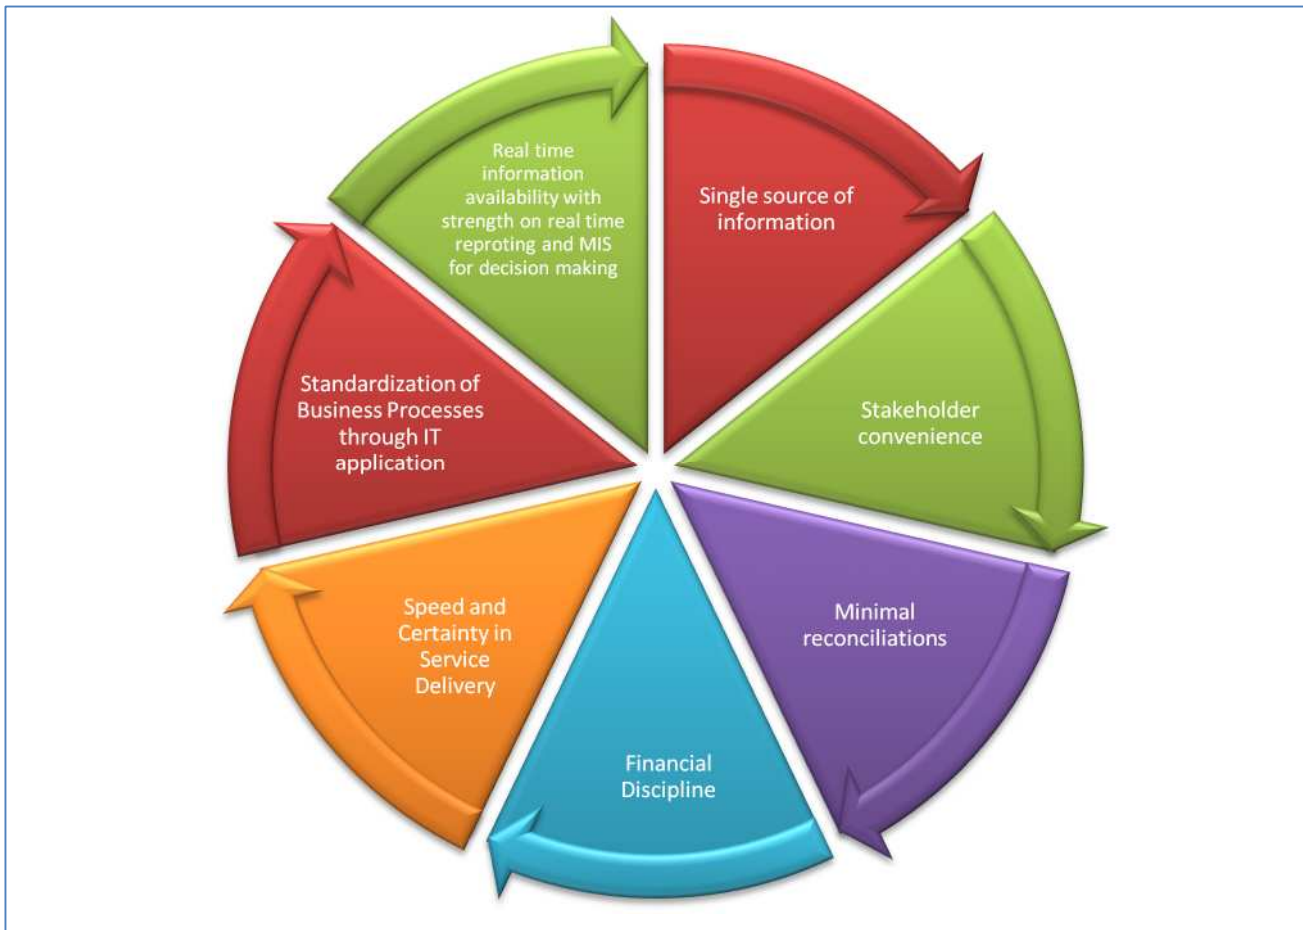 Single source of
information
Stakeholder
convenience
Minimal
reconciliations
Financial
Discipline
Speed and
Certainty in
Service
Delivery
Standardization of
Business Processes
through IT
application
Real time
information
availability with
strength on real time
reproting and MIS
for decision making